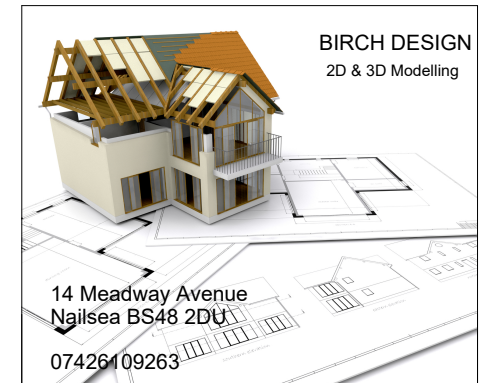 BIRCH DESIGN
2D & 3D Modelling
14 Meadway Avenue
Nailsea BS48 2DU
07426109263